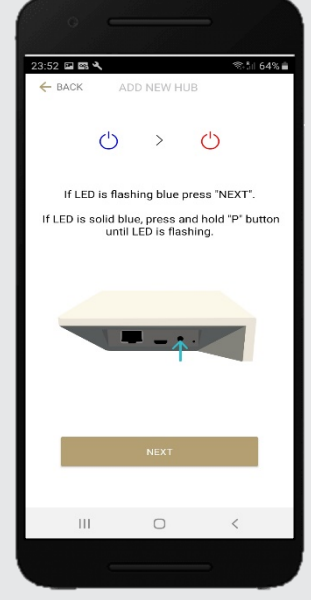 23:52 64%
BACK ADD NEW HUB
>
If LED is flashing blue press "NEXT".
If LED is solid blue, press and hold "P" button
until LED is flashing.
NEXT